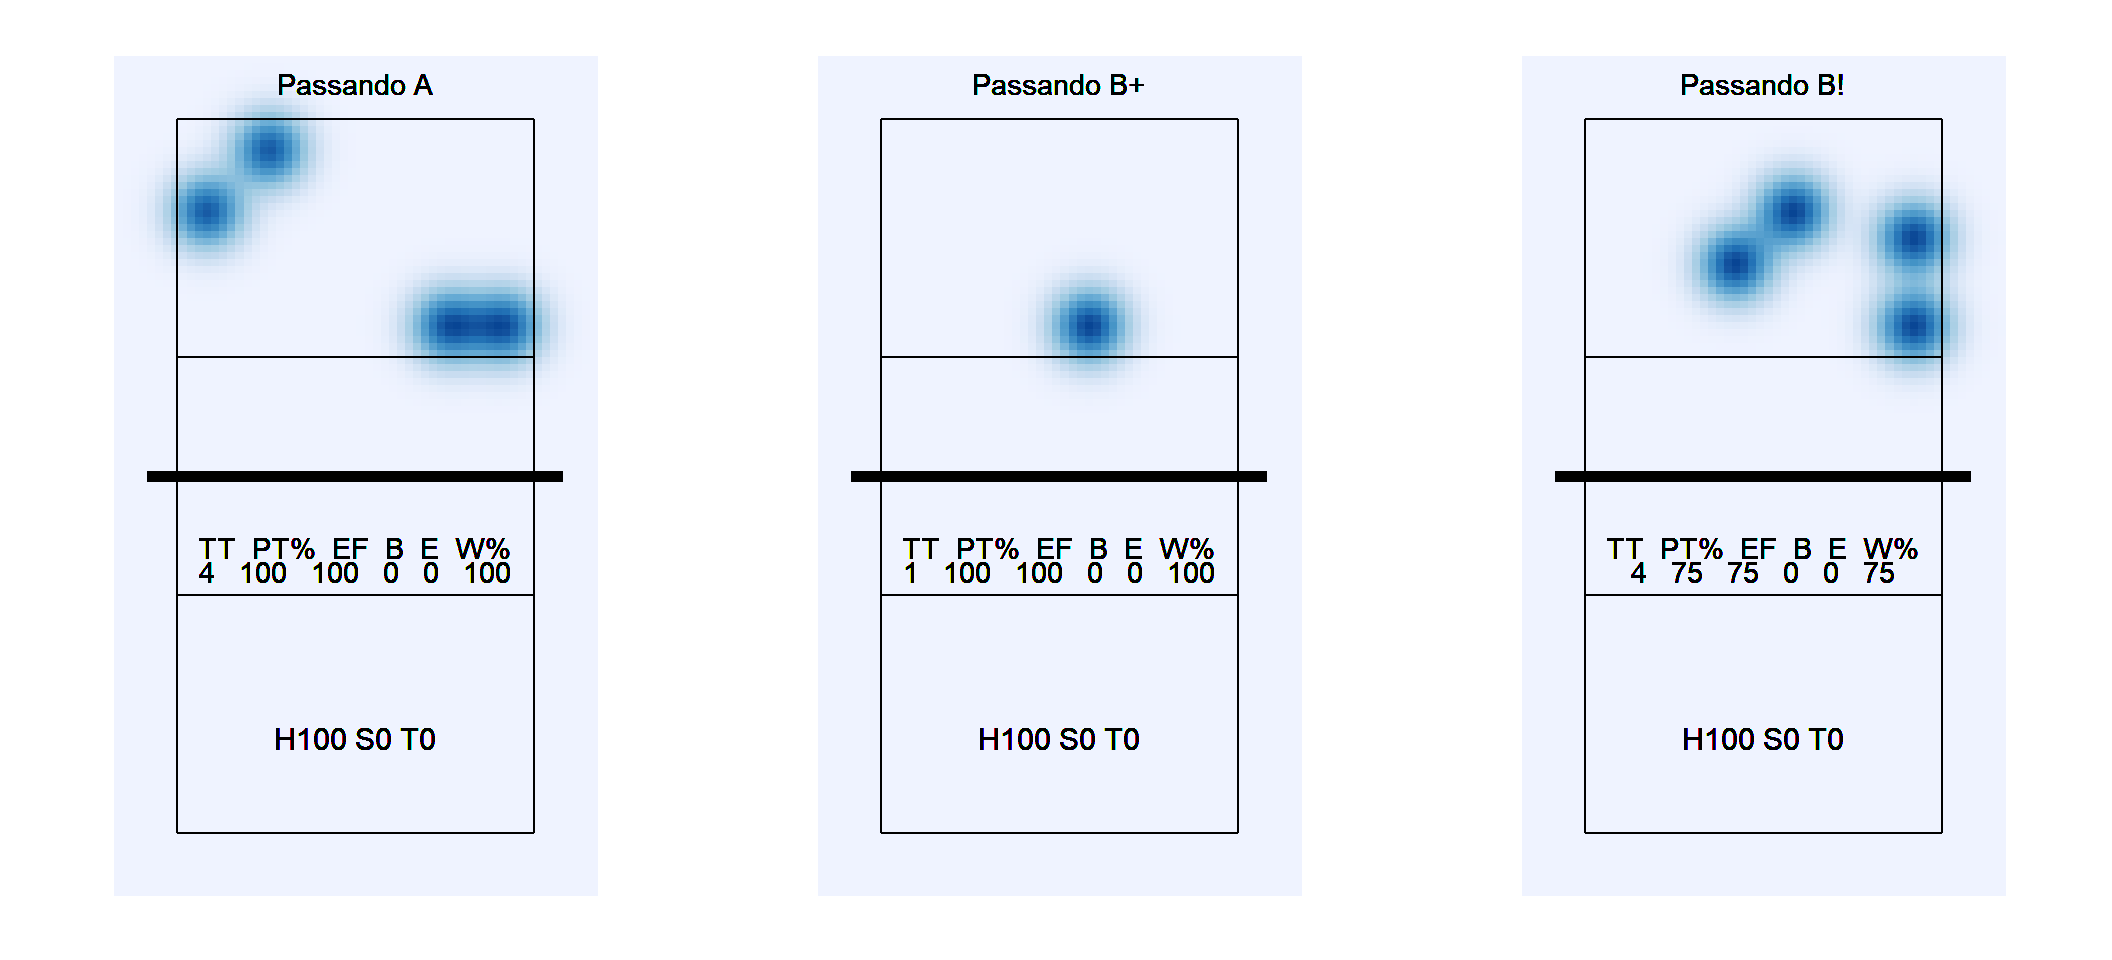 Passando A
TT PT% EF B E W%
4 100 100 0 0 100
H100 S0 T0
Passando B+
TT PT% EF B E W%
1 100 100 0 0 100
H100 S0 T0
Passando B!
TT PT% EF B E W%
4 75 75 0 0 75
H100 S0 T0